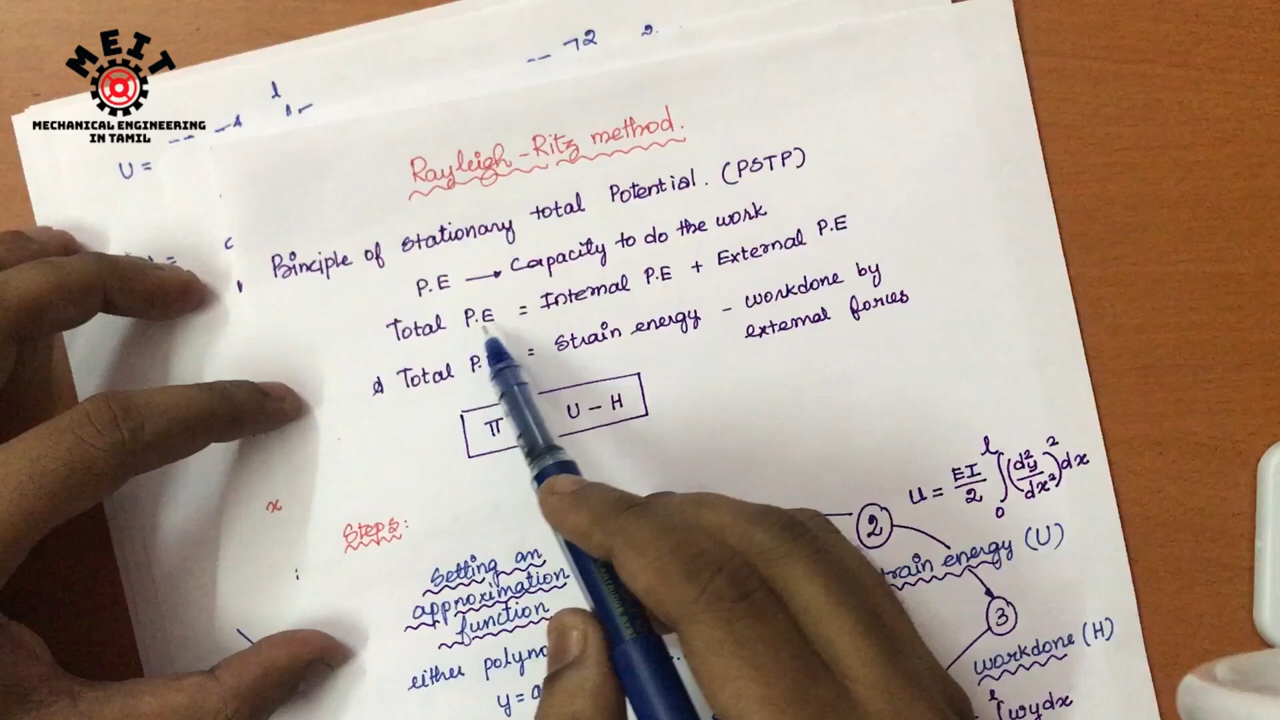 MEIT
MECHANICAL ENGINEERING
IN TAMIL
U =
Rayleigh-Ritz method.
Principle of stationary total Potential. (PSTP)
P.E → Capacity to do the work
Total P.E = Internal P.E + External P.E
Total P. = Strain energy - workdone by
external forces
π U - H
x
Steps:
Setting an
approximation
function
either polyno
y = a
2
U = EI/2 ∫₀ˡ (d²y/dx²)² dx
train energy (U)
3
workdone (H)
∫ wydx